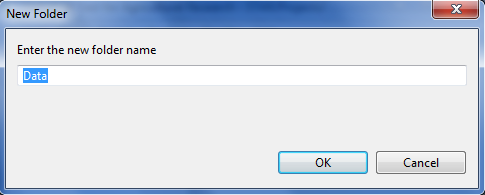 New Folder
Enter the new folder name
Data
OK
Cancel